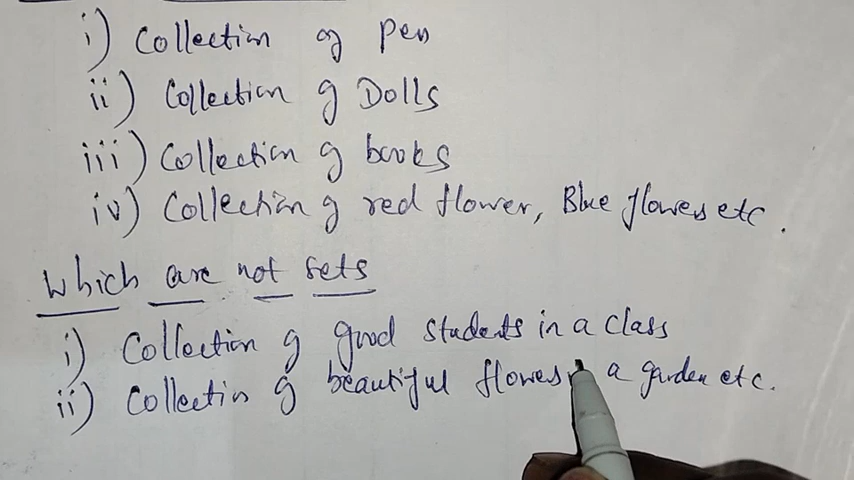 i) Collection of Pen
ii) Collection of Dolls
iii) Collection of books
iv) Collection of red flower, Blue flowers etc.
Which are not sets
i) Collection of good students in a class
ii) Collection of beautiful flowers a garden etc.